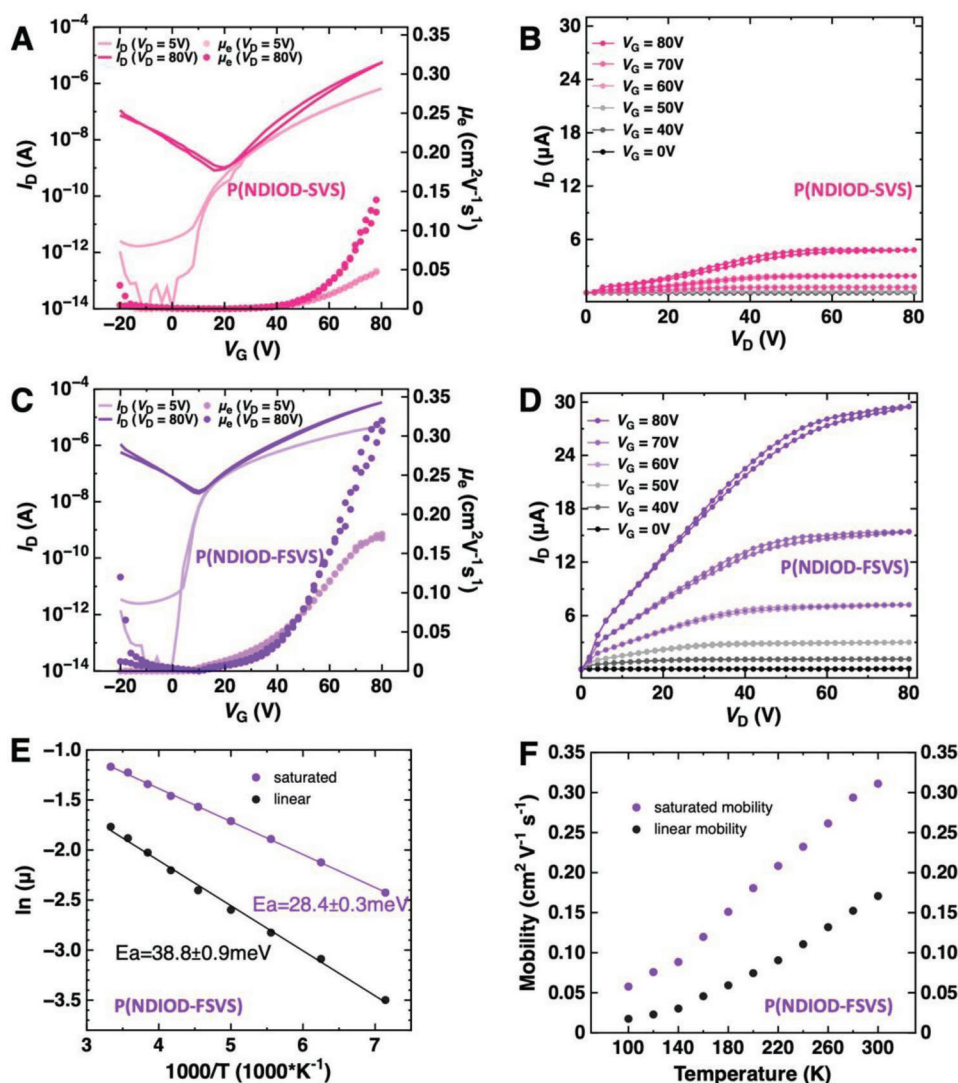 A
I_D (V_D = 5V) μ_e (V_D = 5V)
I_D (V_D = 80V) μ_e (V_D = 80V)
10⁻⁴
10⁻⁶
10⁻⁸
10⁻¹⁰
10⁻¹²
10⁻¹⁴
I_D (A)
0.35
0.30
0.25
0.20
0.15
0.10
0.05
0
μ_e (cm²V⁻¹s⁻¹)
P(NDIOD-SVS)
−20 0 20 40 60 80
V_G (V)
B
V_G = 80V
V_G = 70V
V_G = 60V
V_G = 50V
V_G = 40V
V_G = 0V
30
24
18
12
6
I_D (μA)
P(NDIOD-SVS)
0 20 40 60 80
V_D (V)
C
I_D (V_D = 5V) μ_e (V_D = 5V)
I_D (V_D = 80V) μ_e (V_D = 80V)
10⁻⁴
10⁻⁶
10⁻⁸
10⁻¹⁰
10⁻¹²
10⁻¹⁴
I_D (A)
0.35
0.30
0.25
0.20
0.15
0.10
0.05
0
μ_e (cm²V⁻¹s⁻¹)
P(NDIOD-FSVS)
−20 0 20 40 60 80
V_G (V)
D
V_G = 80V
V_G = 70V
V_G = 60V
V_G = 50V
V_G = 40V
V_G = 0V
30
24
18
12
6
I_D (μA)
P(NDIOD-FSVS)
0 20 40 60 80
V_D (V)
E
saturated
linear
−1.0
−1.5
−2.0
−2.5
−3.0
−3.5
ln (μ)
Ea=28.4±0.3meV
Ea=38.8±0.9meV
P(NDIOD-FSVS)
3 4 5 6 7
1000/T (1000*K⁻¹)
F
saturated mobility
linear mobility
0.35
0.30
0.25
0.20
0.15
0.10
0.05
0
Mobility (cm² V⁻¹ s⁻¹)
0.35
0.30
0.25
0.20
0.15
0.10
0.05
0
P(NDIOD-FSVS)
100 140 180 220 260 300
Temperature (K)